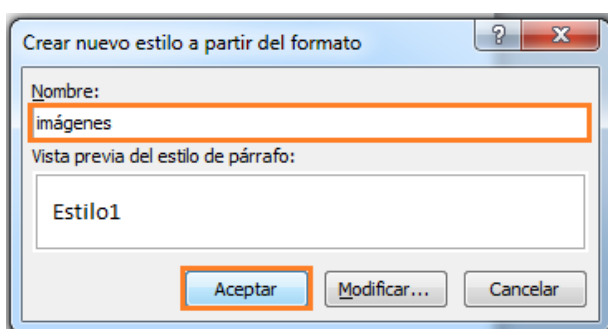 Crear nuevo estilo a partir del formato
Nombre:
imágenes
Vista previa del estilo de párrafo:
Estilo1
Aceptar Modificar... Cancelar